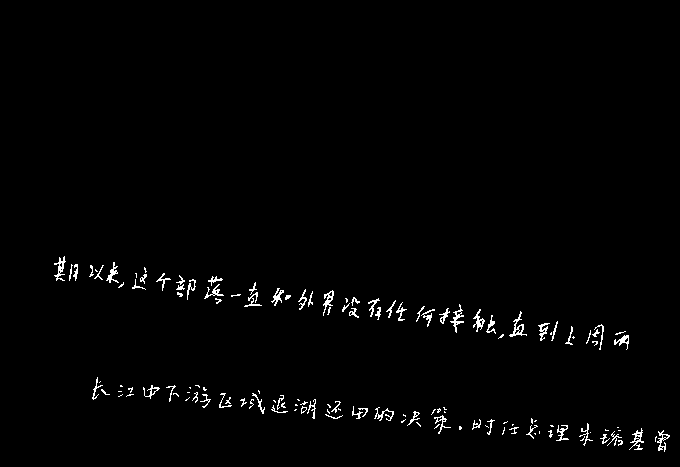 期以来,这个部落一直和外界没有任何接触,直到上周两
长江中下游区域退湖还田的决策.时任总理朱镕基曾